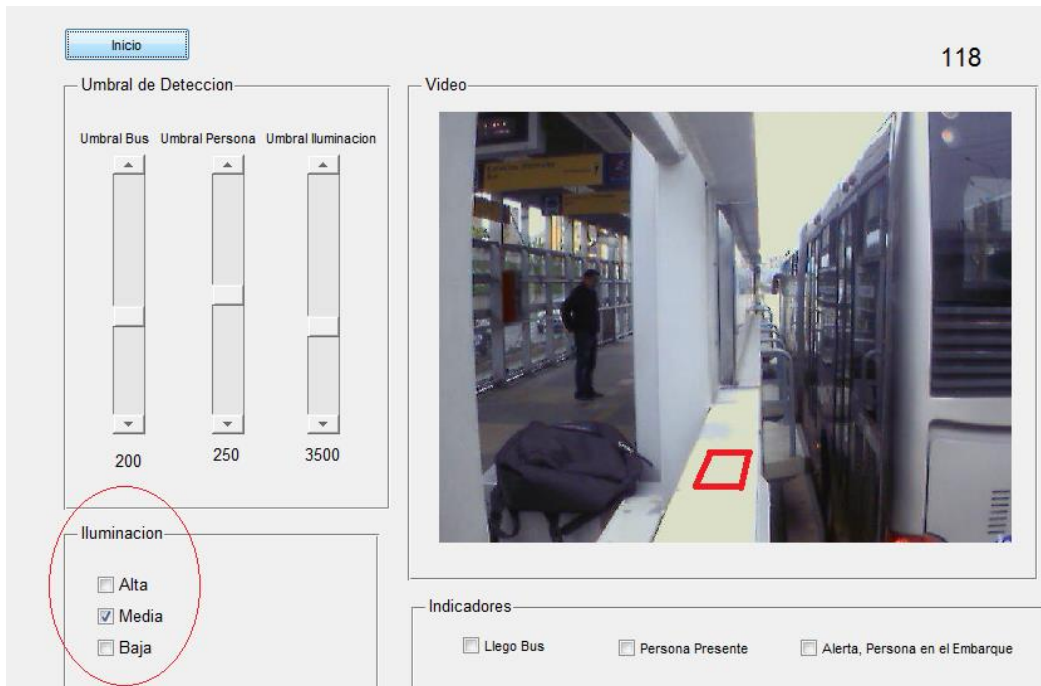 Inicio
118
Umbral de Deteccion
Video
Umbral Bus Umbral Persona Umbral Iluminacion
200 250 3500
Iluminacion
Alta
Media
Baja
Indicadores
Llego Bus Persona Presente Alerta, Persona en el Embarque